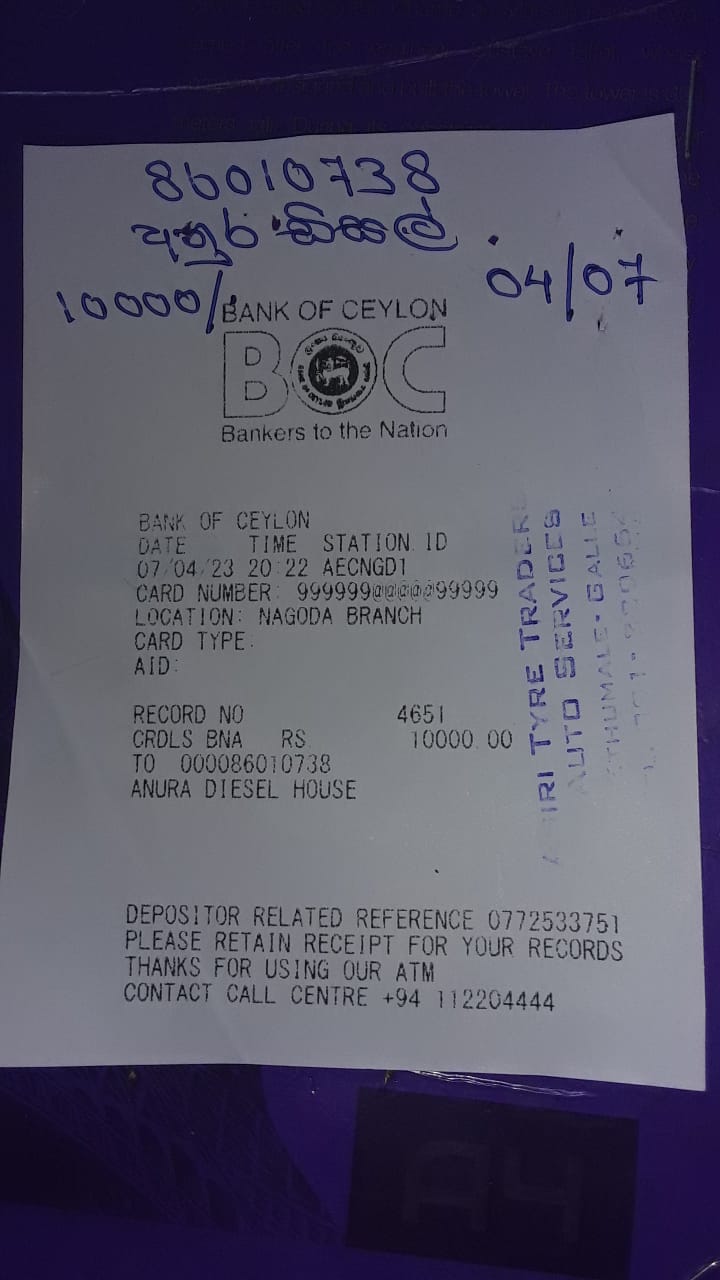 86010738
අනුර ඩීසල්
10000/.
04/07
BANK OF CEYLON
BOC
Bankers to the Nation
BANK OF CEYLON
DATE TIME STATION ID
07/04/23 20:22 AECNGD1
CARD NUMBER: 999999@@@@@99999
LOCATION: NAGODA BRANCH
CARD TYPE:
AID:
RECORD NO 4651
CRDLS BNA RS. 10000.00
TO 000086010738
ANURA DIESEL HOUSE
DEPOSITOR RELATED REFERENCE 0772533751
PLEASE RETAIN RECEIPT FOR YOUR RECORDS
THANKS FOR USING OUR ATM
CONTACT CALL CENTRE +94 112204444
TYRE TRADERS
AUTO SERVICES
GALLE
A4